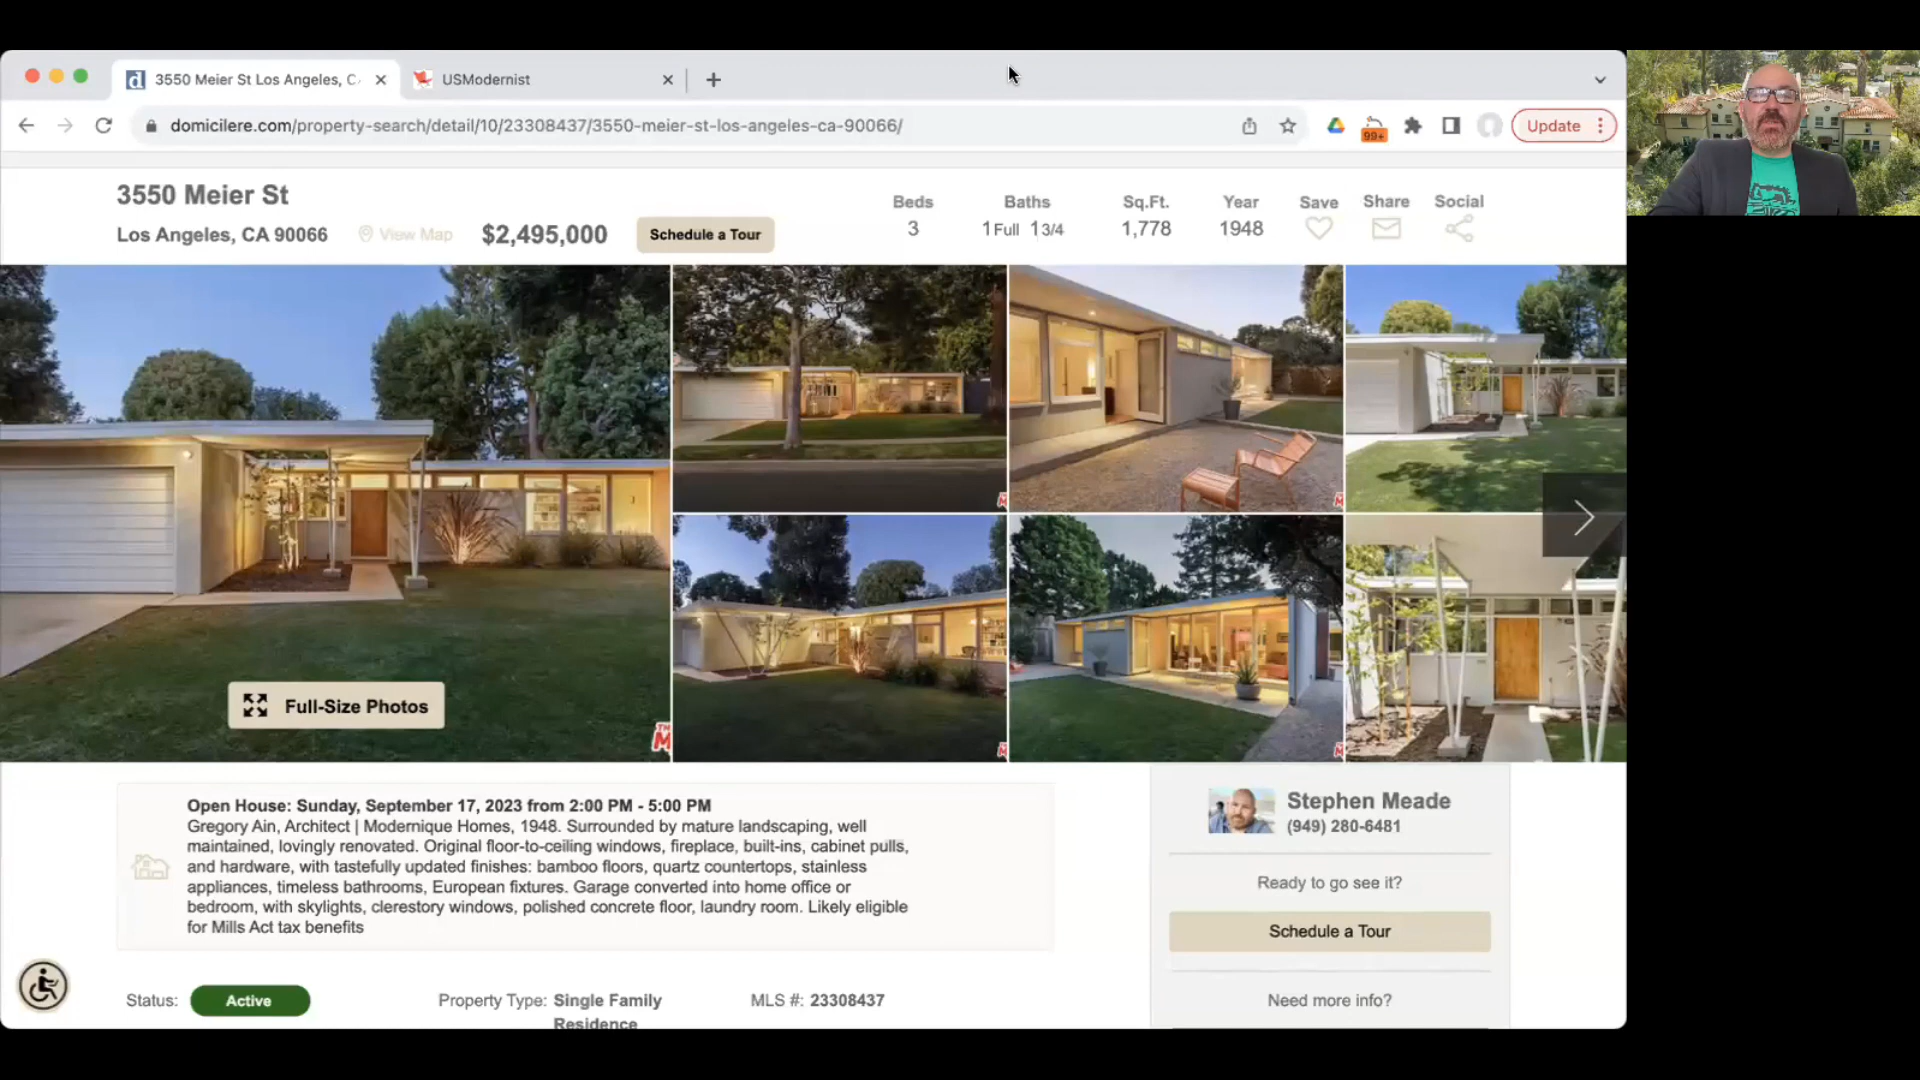 3550 Meier St Los Angeles, C
USModernist
domicilere.com/property-search/detail/10/23308437/3550-meier-st-los-angeles-ca-90066/
99+
Update
3550 Meier St
Los Angeles, CA 90066
View Map
$2,495,000
Schedule a Tour
Beds
3
Baths
1 Full 1 3/4
Sq.Ft.
1,778
Year
1948
Save
Share
Social
Full-Size Photos
Open House: Sunday, September 17, 2023 from 2:00 PM - 5:00 PM
Gregory Ain, Architect | Modernique Homes, 1948. Surrounded by mature landscaping, well
maintained, lovingly renovated. Original floor-to-ceiling windows, fireplace, built-ins, cabinet pulls,
and hardware, with tastefully updated finishes: bamboo floors, quartz countertops, stainless
appliances, timeless bathrooms, European fixtures. Garage converted into home office or
bedroom, with skylights, clerestory windows, polished concrete floor, laundry room. Likely eligible
for Mills Act tax benefits
Stephen Meade
(949) 280-6481
Ready to go see it?
Schedule a Tour
Need more info?
Status: Active
Property Type: Single Family
Residence
MLS #: 23308437